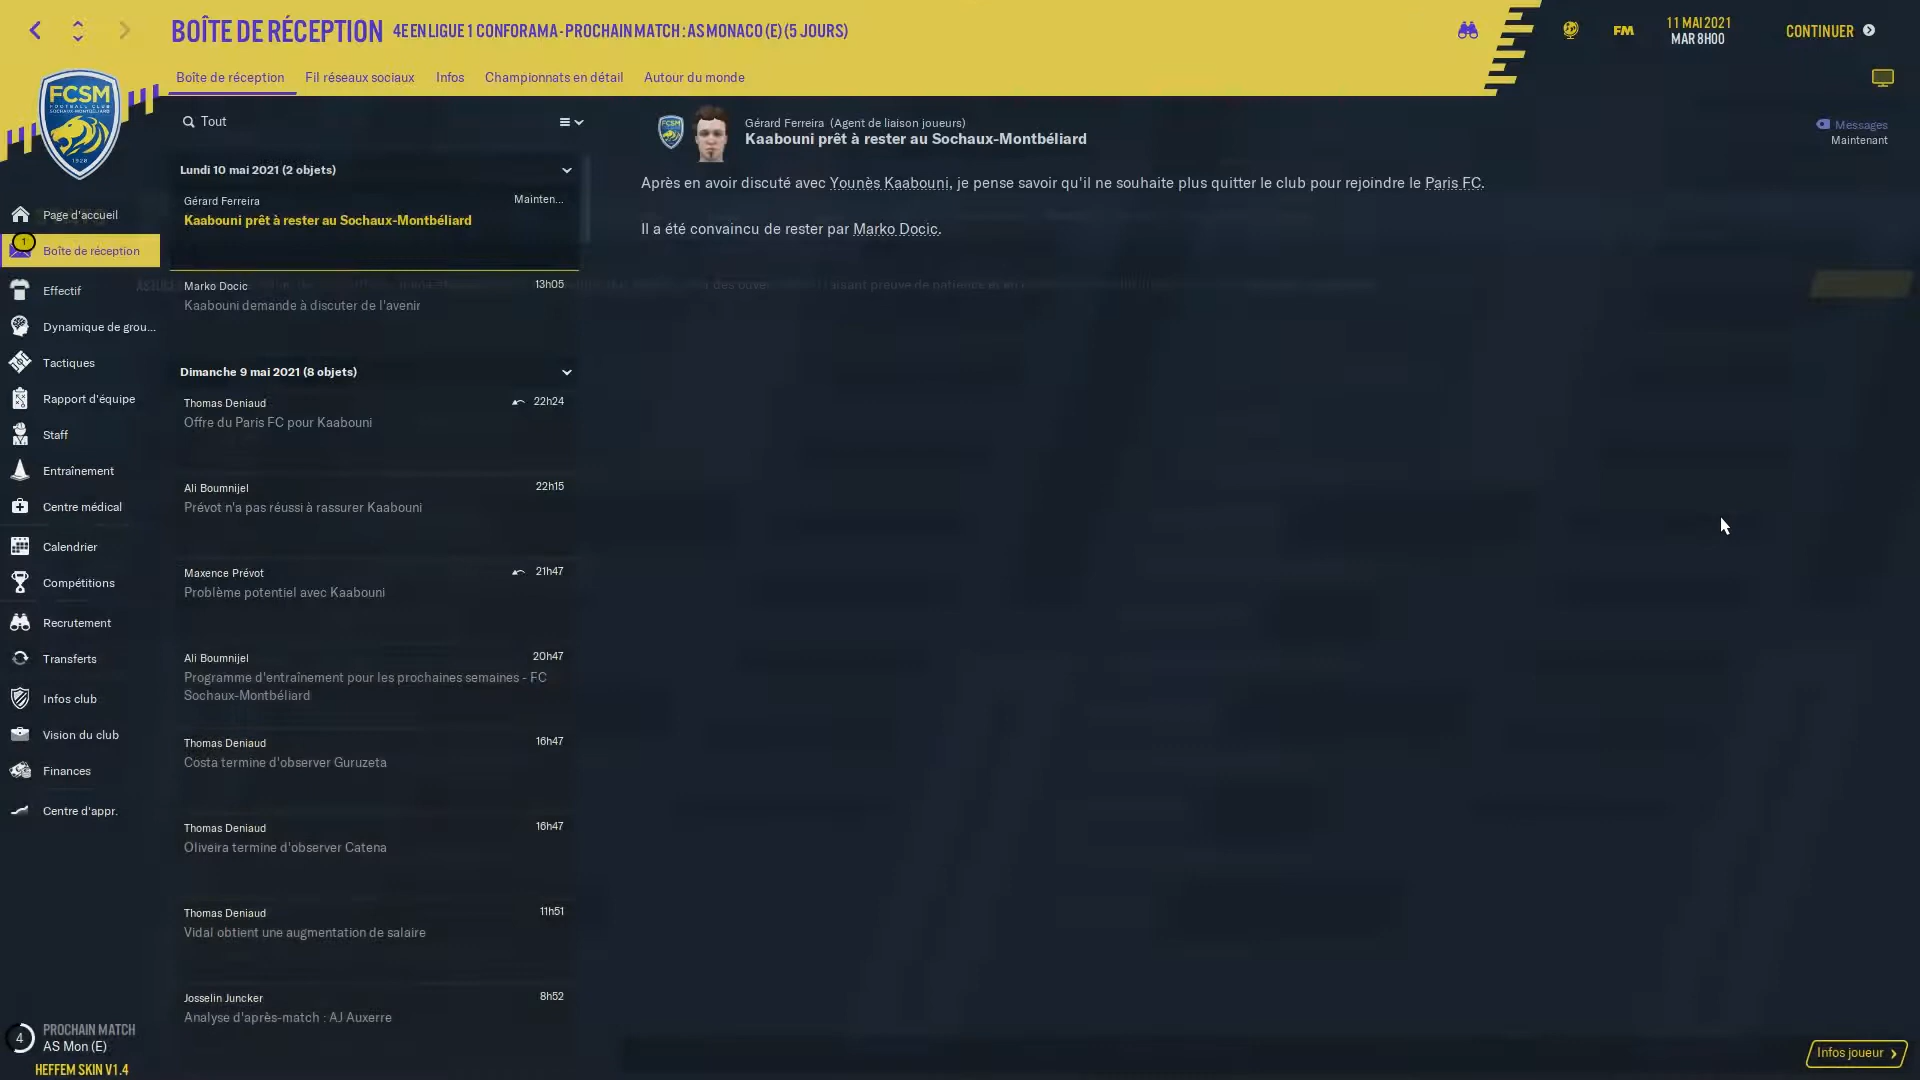 BOÎTE DE RÉCEPTION
4E EN LIGUE 1 CONFORAMA - PROCHAIN MATCH : AS MONACO (E) (5 JOURS)
FM
11 MAI 2021
MAR 8H00
CONTINUER
Boîte de réception
Fil réseaux sociaux
Infos
Championnats en détail
Autour du monde
FCSM
FOOTBALL CLUB
SOCHAUX-MONTBÉLIARD
1928
Page d'accueil
1
Boîte de réception
Effectif
Dynamique de grou...
Tactiques
Rapport d'équipe
Staff
Entraînement
Centre médical
Calendrier
Compétitions
Recrutement
Transferts
Infos club
Vision du club
Finances
Centre d'appr.
4
PROCHAIN MATCH
AS Mon (E)
HEFFEM SKIN V1.4
Tout
Lundi 10 mai 2021 (2 objets)
Gérard Ferreira
Mainten...
Kaabouni prêt à rester au Sochaux-Montbéliard
Marko Docic
13h05
Kaabouni demande à discuter de l'avenir
Dimanche 9 mai 2021 (8 objets)
Thomas Deniaud
22h24
Offre du Paris FC pour Kaabouni
Ali Boumnijel
22h15
Prévot n'a pas réussi à rassurer Kaabouni
Maxence Prévot
21h47
Problème potentiel avec Kaabouni
Ali Boumnijel
20h47
Programme d'entraînement pour les prochaines semaines - FC
Sochaux-Montbéliard
Thomas Deniaud
16h47
Costa termine d'observer Guruzeta
Thomas Deniaud
16h47
Oliveira termine d'observer Catena
Thomas Deniaud
11h51
Vidal obtient une augmentation de salaire
Josselin Juncker
8h52
Analyse d'après-match : AJ Auxerre
FCSM
Gérard Ferreira (Agent de liaison joueurs)
Kaabouni prêt à rester au Sochaux-Montbéliard
Messages
Maintenant
Après en avoir discuté avec Younès Kaabouni, je pense savoir qu'il ne souhaite plus quitter le club pour rejoindre le Paris FC.
Il a été convaincu de rester par Marko Docic.
Infos joueur